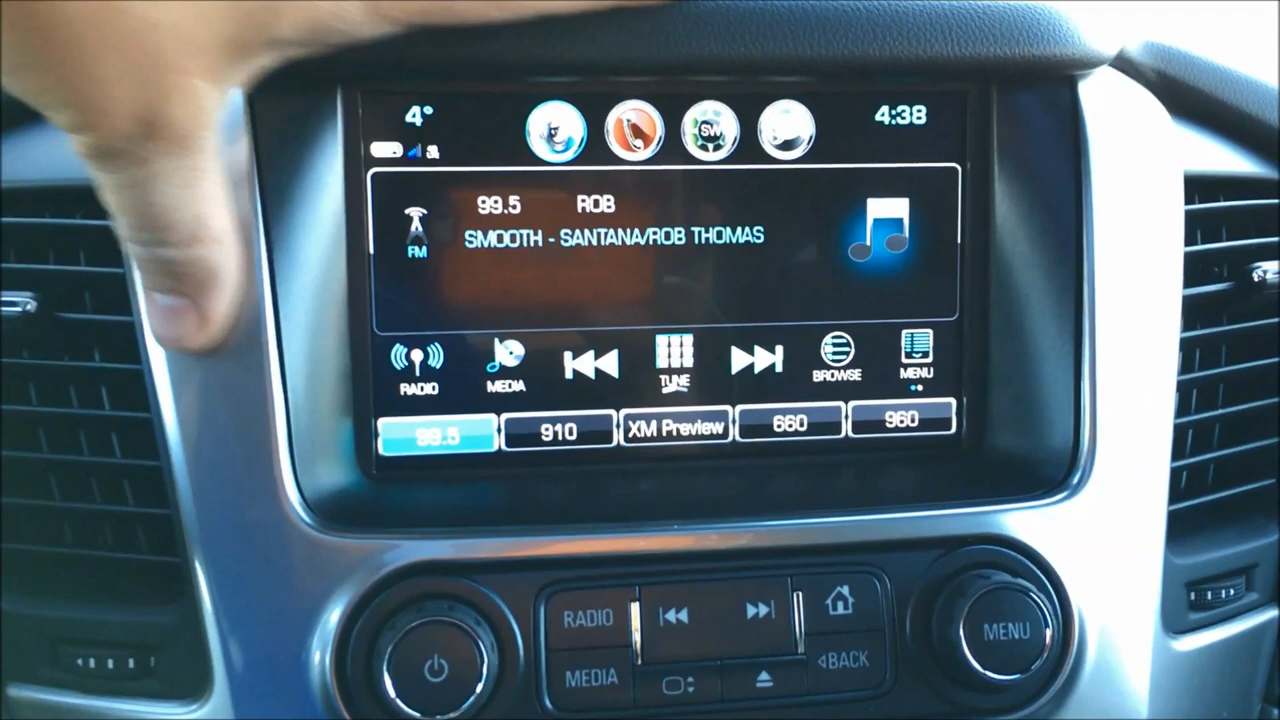 4° SW 4:38
99.5 ROB
FM SMOOTH - SANTANA/ROB THOMAS
RADIO MEDIA TUNE BROWSE MENU
99.5 910 XM Preview 660 960
RADIO
MEDIA BACK
MENU